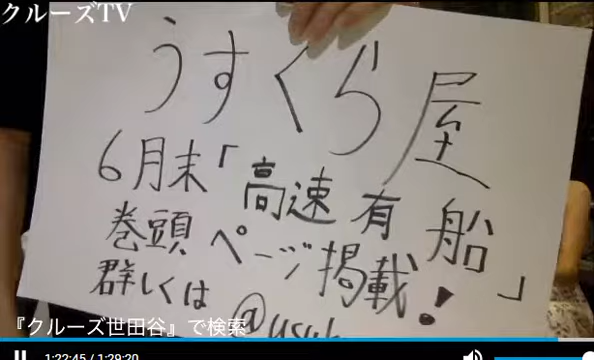 クルーズTV
うすくら屋
6月末「高速有船」
巻頭ページ掲載!
群しくは
@usuk
『クルーズ世田谷』で検索
1:22:45 / 1:29:20